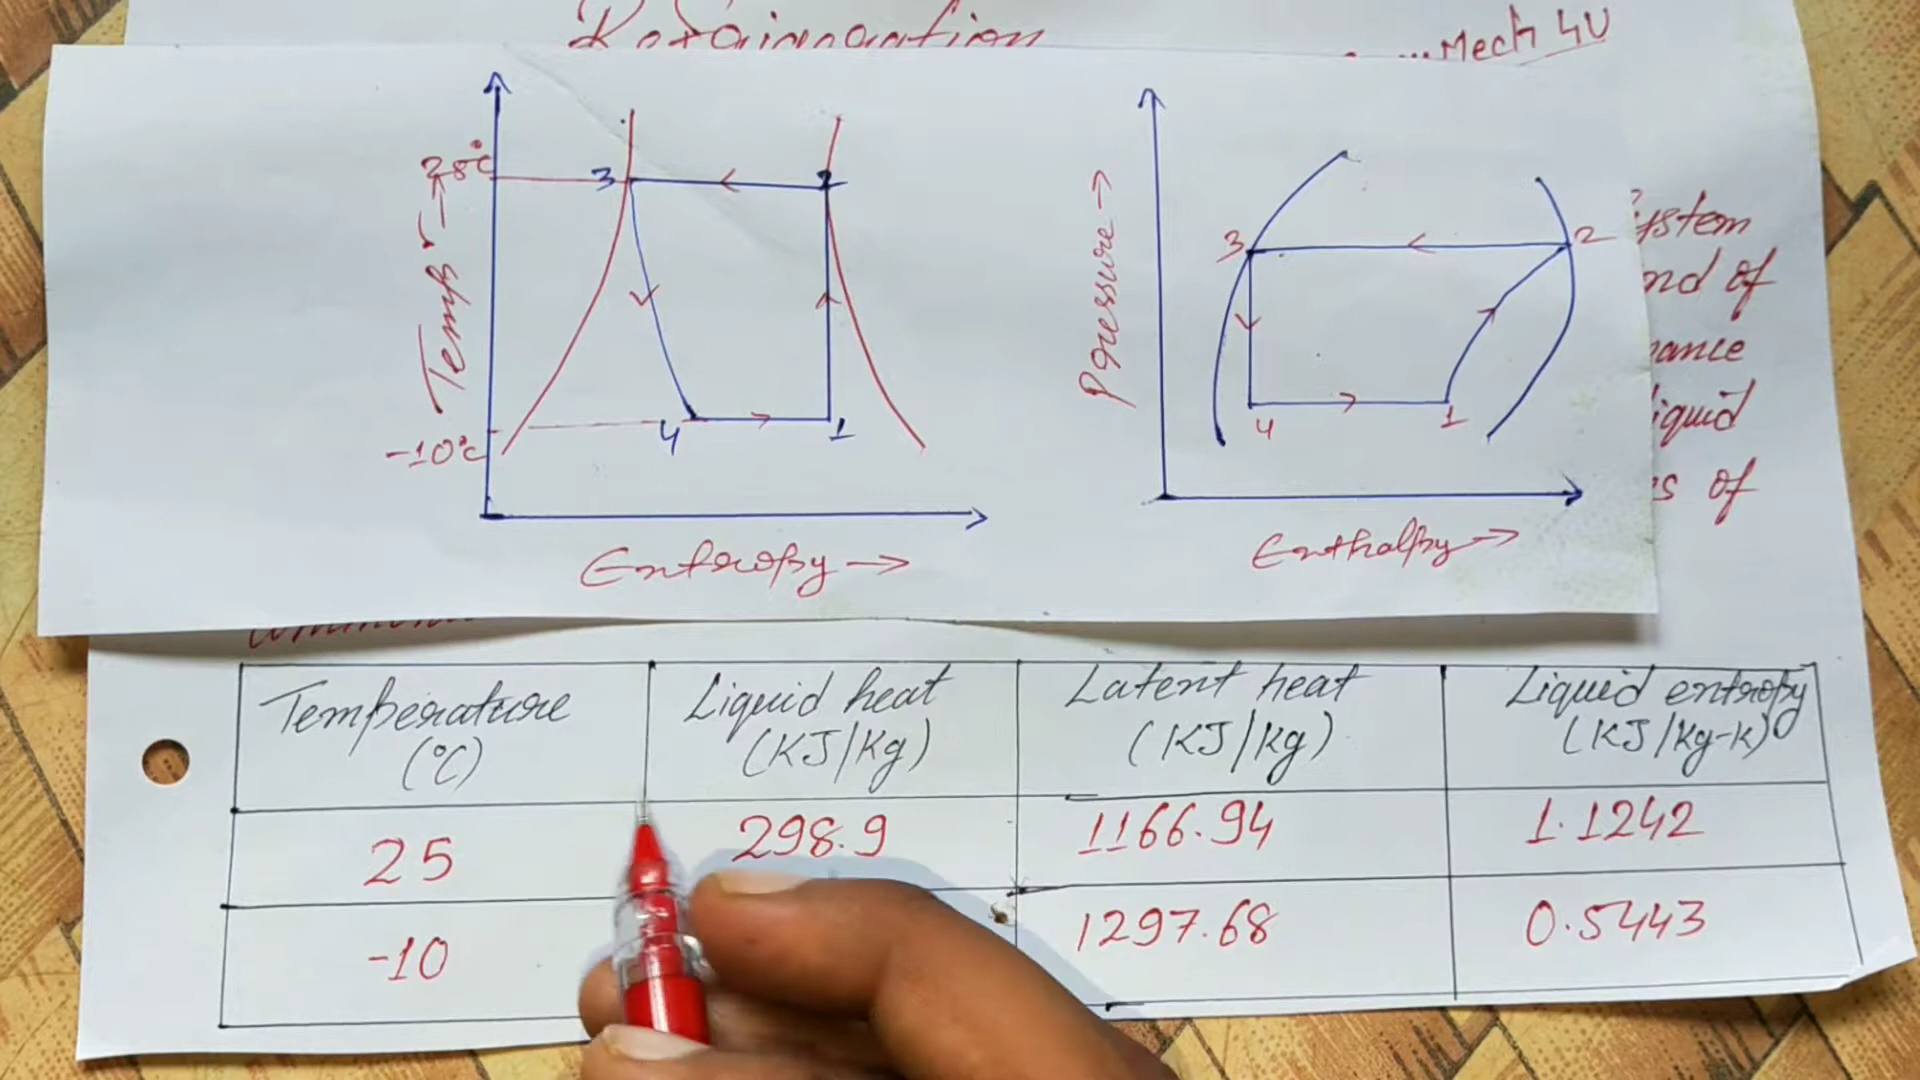 ...Mech 4U
28°C
3
2
Temp →
-10°C
4
1
Entropy →
Pressure →
3
2
4
1
Enthalpy →
ystem
nd of
mance
iquid
es of
Temperature
(°C)
Liquid heat
(KJ/Kg)
Latent heat
(KJ/Kg)
Liquid entropy
(KJ/Kg-K)
25
298.9
1166.94
1.1242
-10
1297.68
0.5443